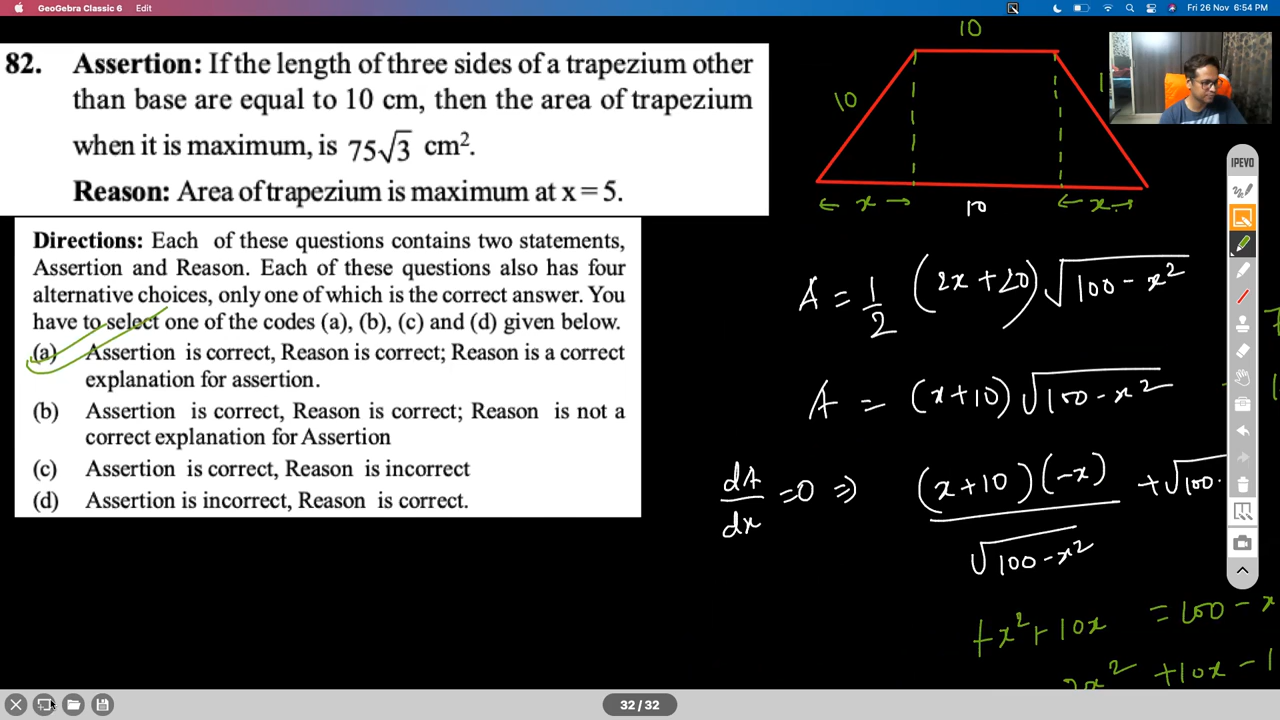 GeoGebra Classic 6 Edit
Fri 26 Nov 6:54 PM
82. Assertion: If the length of three sides of a trapezium other
than base are equal to 10 cm, then the area of trapezium
when it is maximum, is 75√3 cm².
Reason: Area of trapezium is maximum at x = 5.
Directions: Each of these questions contains two statements,
Assertion and Reason. Each of these questions also has four
alternative choices, only one of which is the correct answer. You
have to select one of the codes (a), (b), (c) and (d) given below.
(a) Assertion is correct, Reason is correct; Reason is a correct
explanation for assertion.
(b) Assertion is correct, Reason is correct; Reason is not a
correct explanation for Assertion
(c) Assertion is correct, Reason is incorrect
(d) Assertion is incorrect, Reason is correct.
10
10
1
← x → 10 ← x →
A = 1/2 (2x + 20) √100 - x²
A = (x+10) √100 - x²
dA/dx = 0 ⇒ (x+10)(-x)/√100 - x² + √100 -
+x² + 10x = 100 - x
2x² + 10x - 1
IPEVO
32 / 32